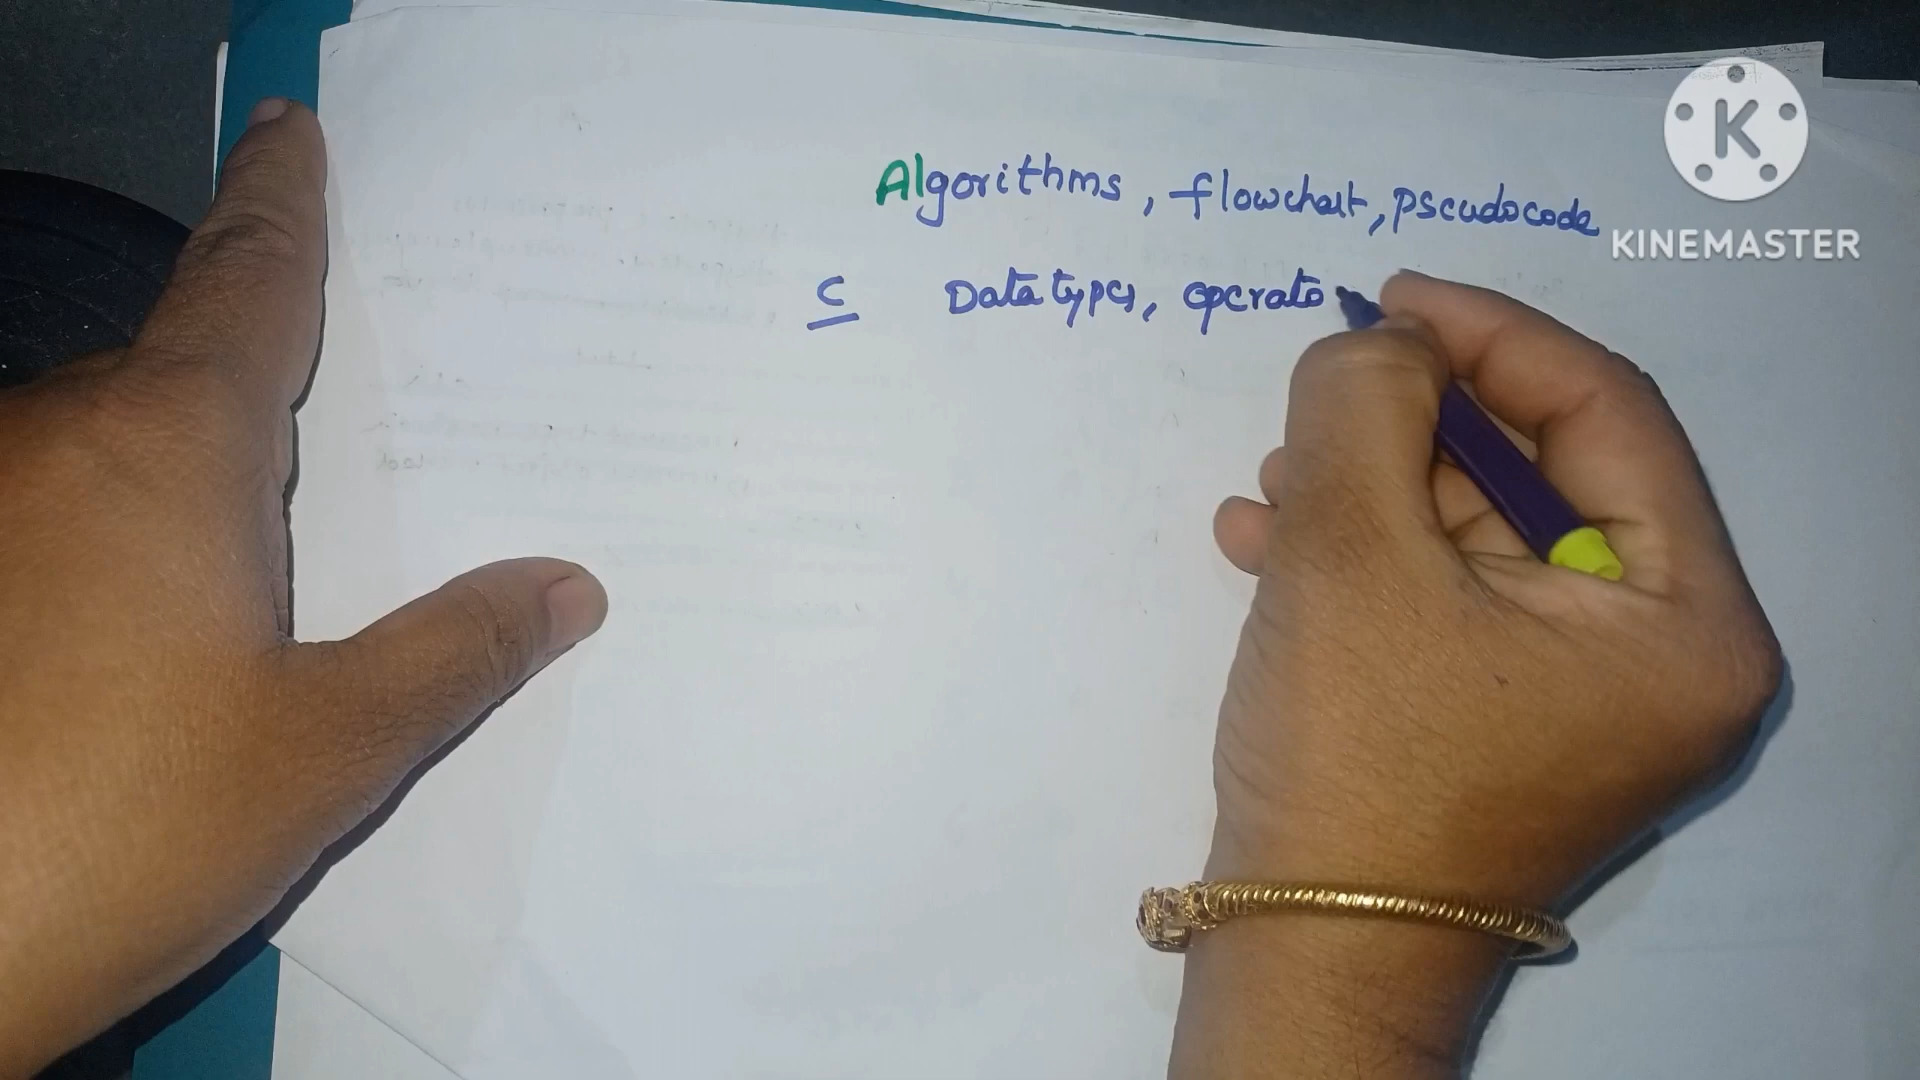 Algorithms, flowchart, pseudocode
C Datatypes, operato
KINEMASTER